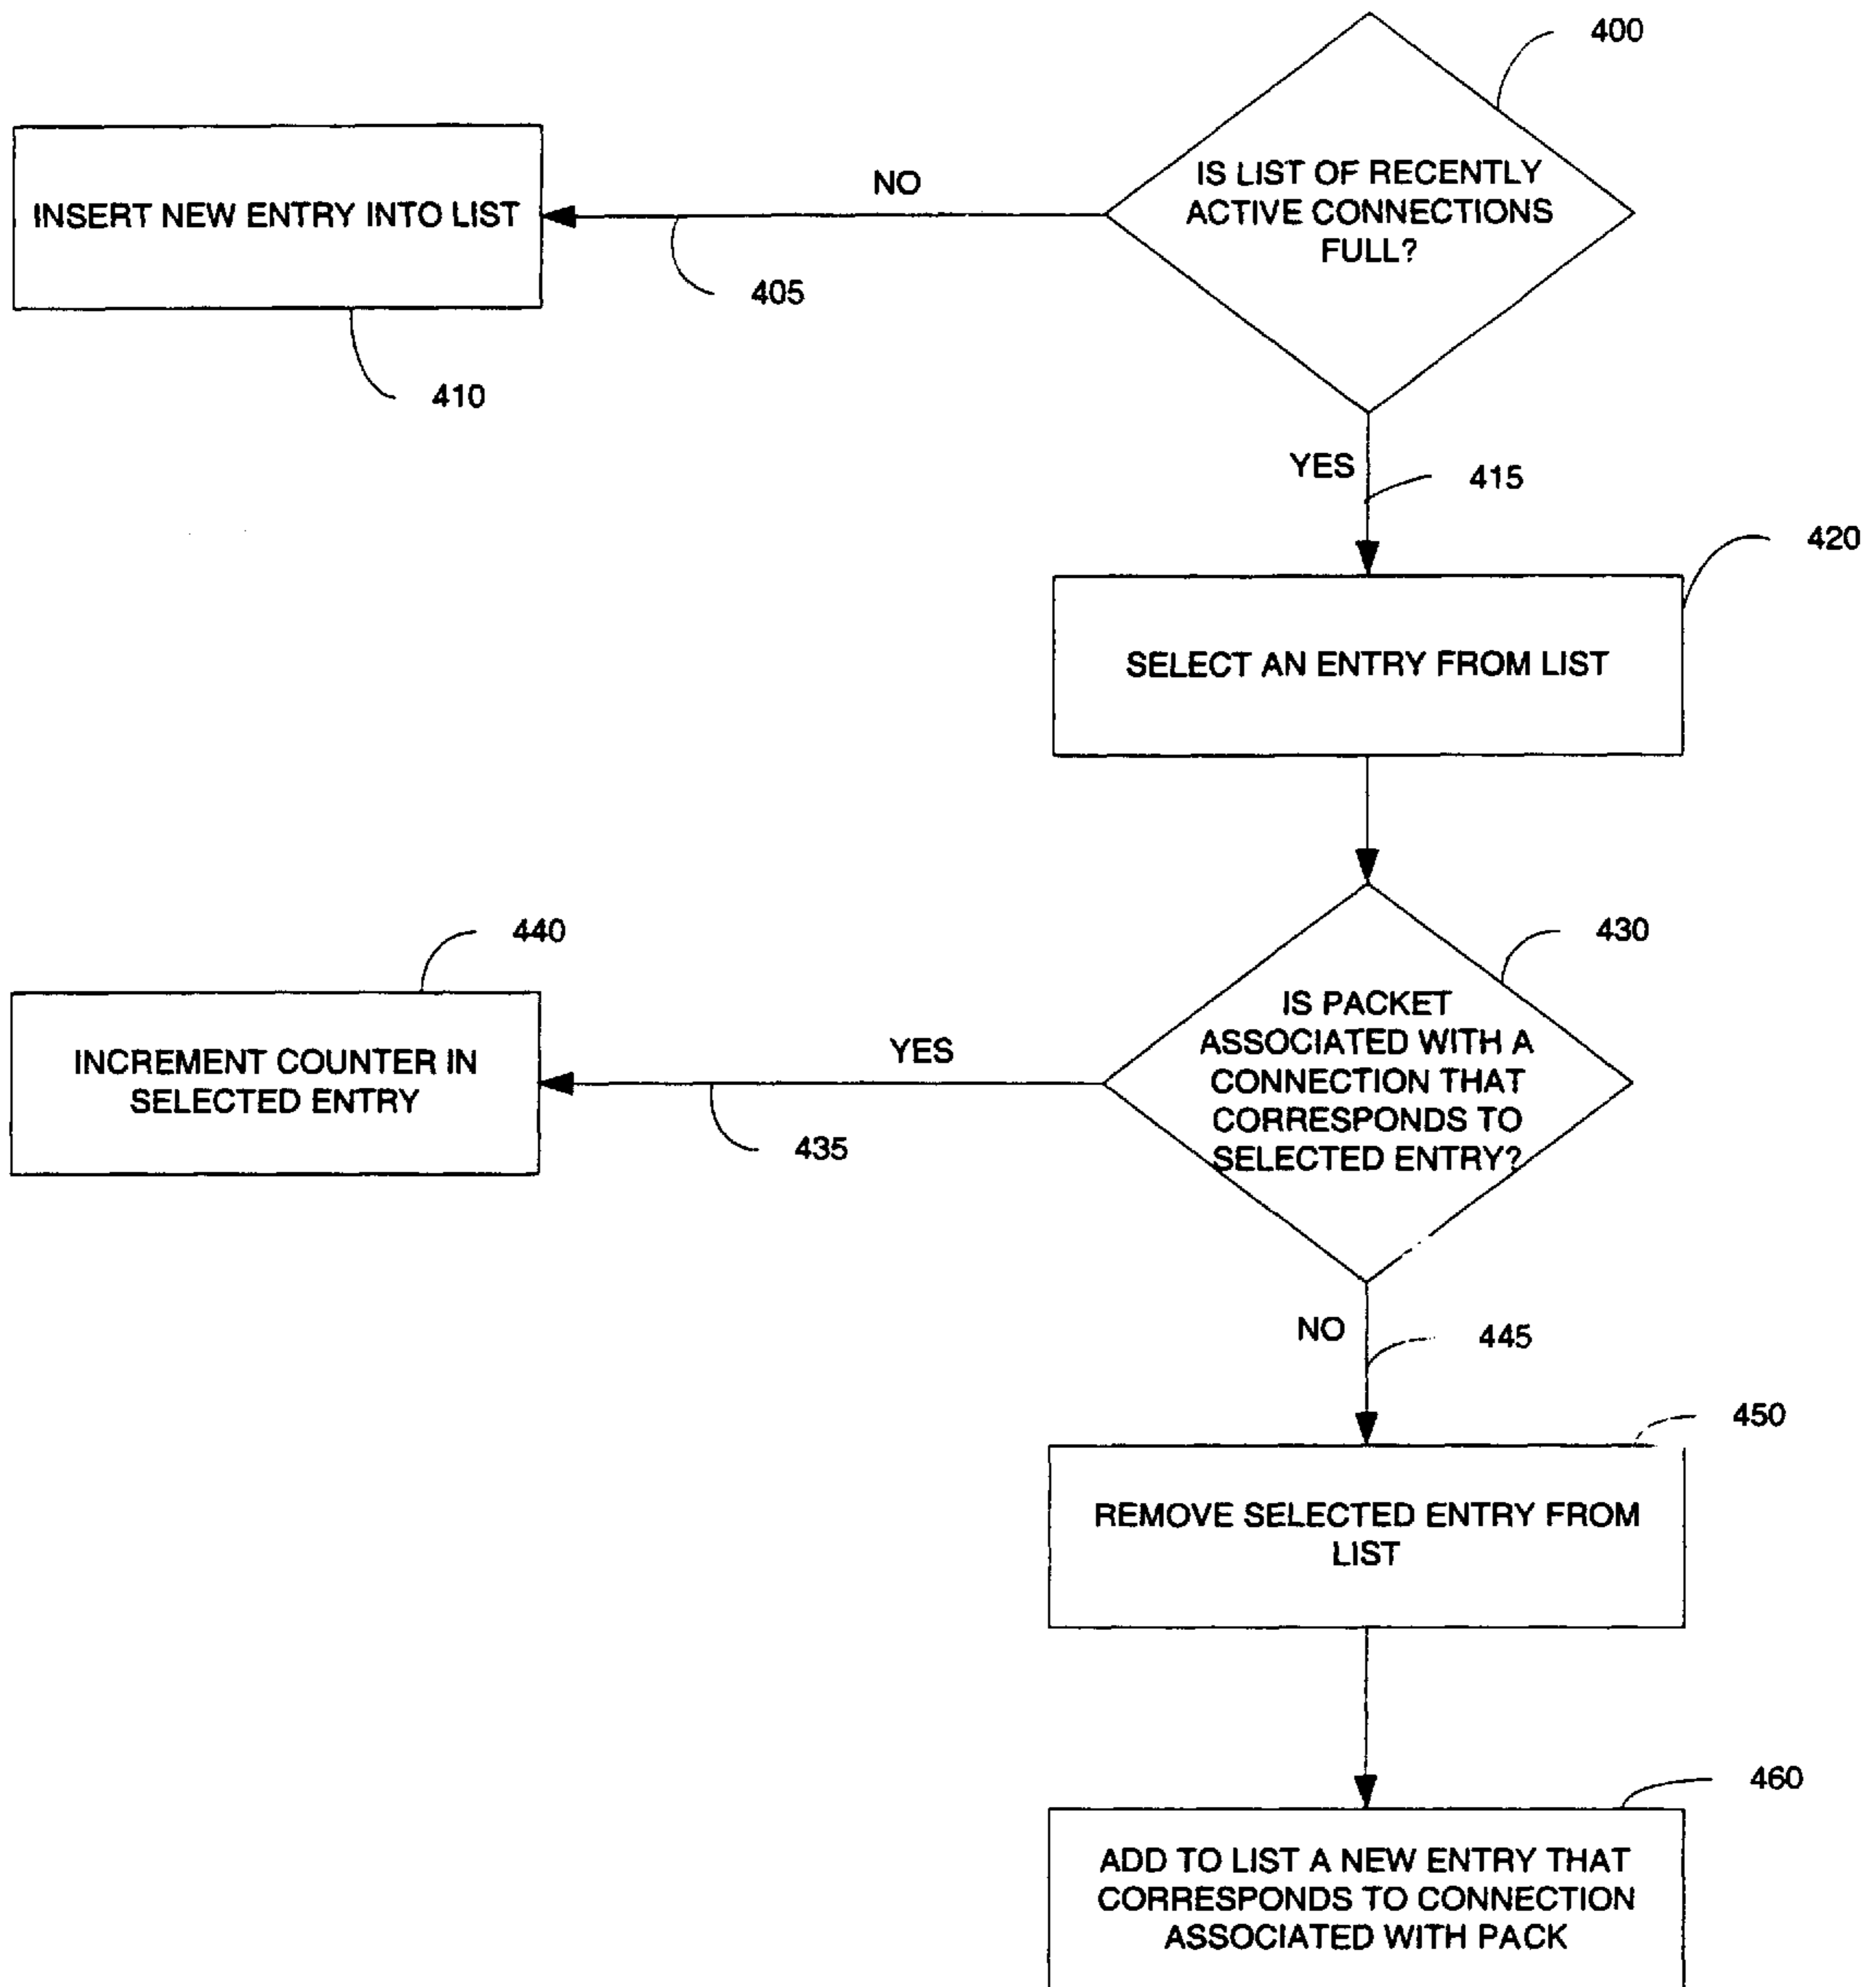 400
IS LIST OF RECENTLY
ACTIVE CONNECTIONS
FULL?
NO
405
INSERT NEW ENTRY INTO LIST
410
YES
415
420
SELECT AN ENTRY FROM LIST
430
IS PACKET
ASSOCIATED WITH A
CONNECTION THAT
CORRESPONDS TO
SELECTED ENTRY?
YES
435
440
INCREMENT COUNTER IN
SELECTED ENTRY
NO
445
450
REMOVE SELECTED ENTRY FROM
LIST
460
ADD TO LIST A NEW ENTRY THAT
CORRESPONDS TO CONNECTION
ASSOCIATED WITH PACK